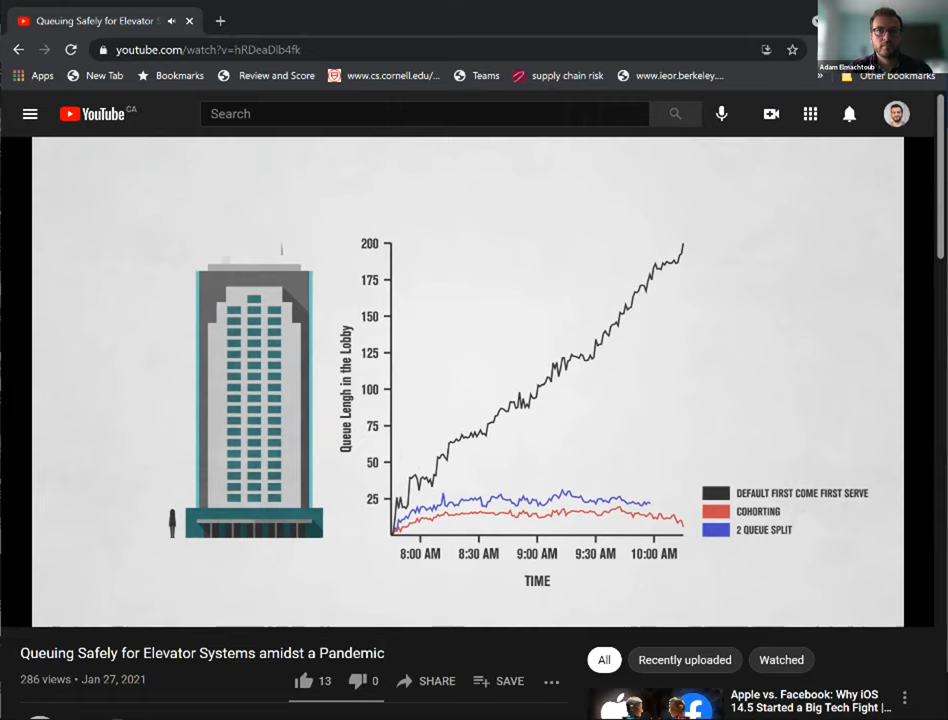 Queuing Safely for Elevator S
youtube.com/watch?v=hRDeaDlb4fk
Adam Elmachtoub
Apps New Tab Bookmarks Review and Score www.cs.cornell.edu/... Teams supply chain risk www.ieor.berkeley.... » Other bookmarks
YouTube CA Search
Queue Lengh in the Lobby
200
175
150
125
100
75
50
25
8:00 AM 8:30 AM 9:00 AM 9:30 AM 10:00 AM
TIME
DEFAULT FIRST COME FIRST SERVE
COHORTING
2 QUEUE SPLIT
Queuing Safely for Elevator Systems amidst a Pandemic
286 views • Jan 27, 2021
13 0 SHARE SAVE ...
All Recently uploaded Watched
Apple vs. Facebook: Why iOS
14.5 Started a Big Tech Fight |...